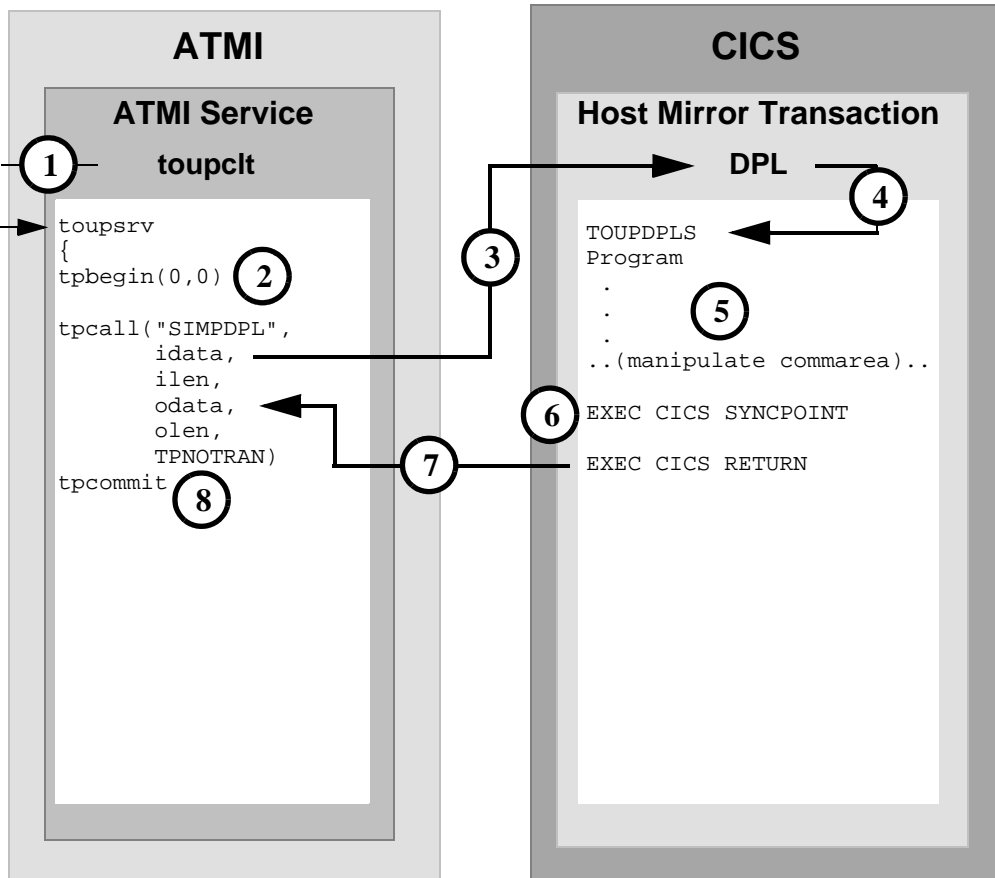 ATMI
ATMI Service
1
toupclt
toupsrv
{
tpbegin(0,0)
2
tpcall("SIMPDPL",
idata,
ilen,
odata,
olen,
TPNOTRAN)
tpcommit
8
3
7
CICS
Host Mirror Transaction
DPL
4
TOUPDPLS
Program
.
.
.
5
..(manipulate commarea)..
6
EXEC CICS SYNCPOINT
EXEC CICS RETURN